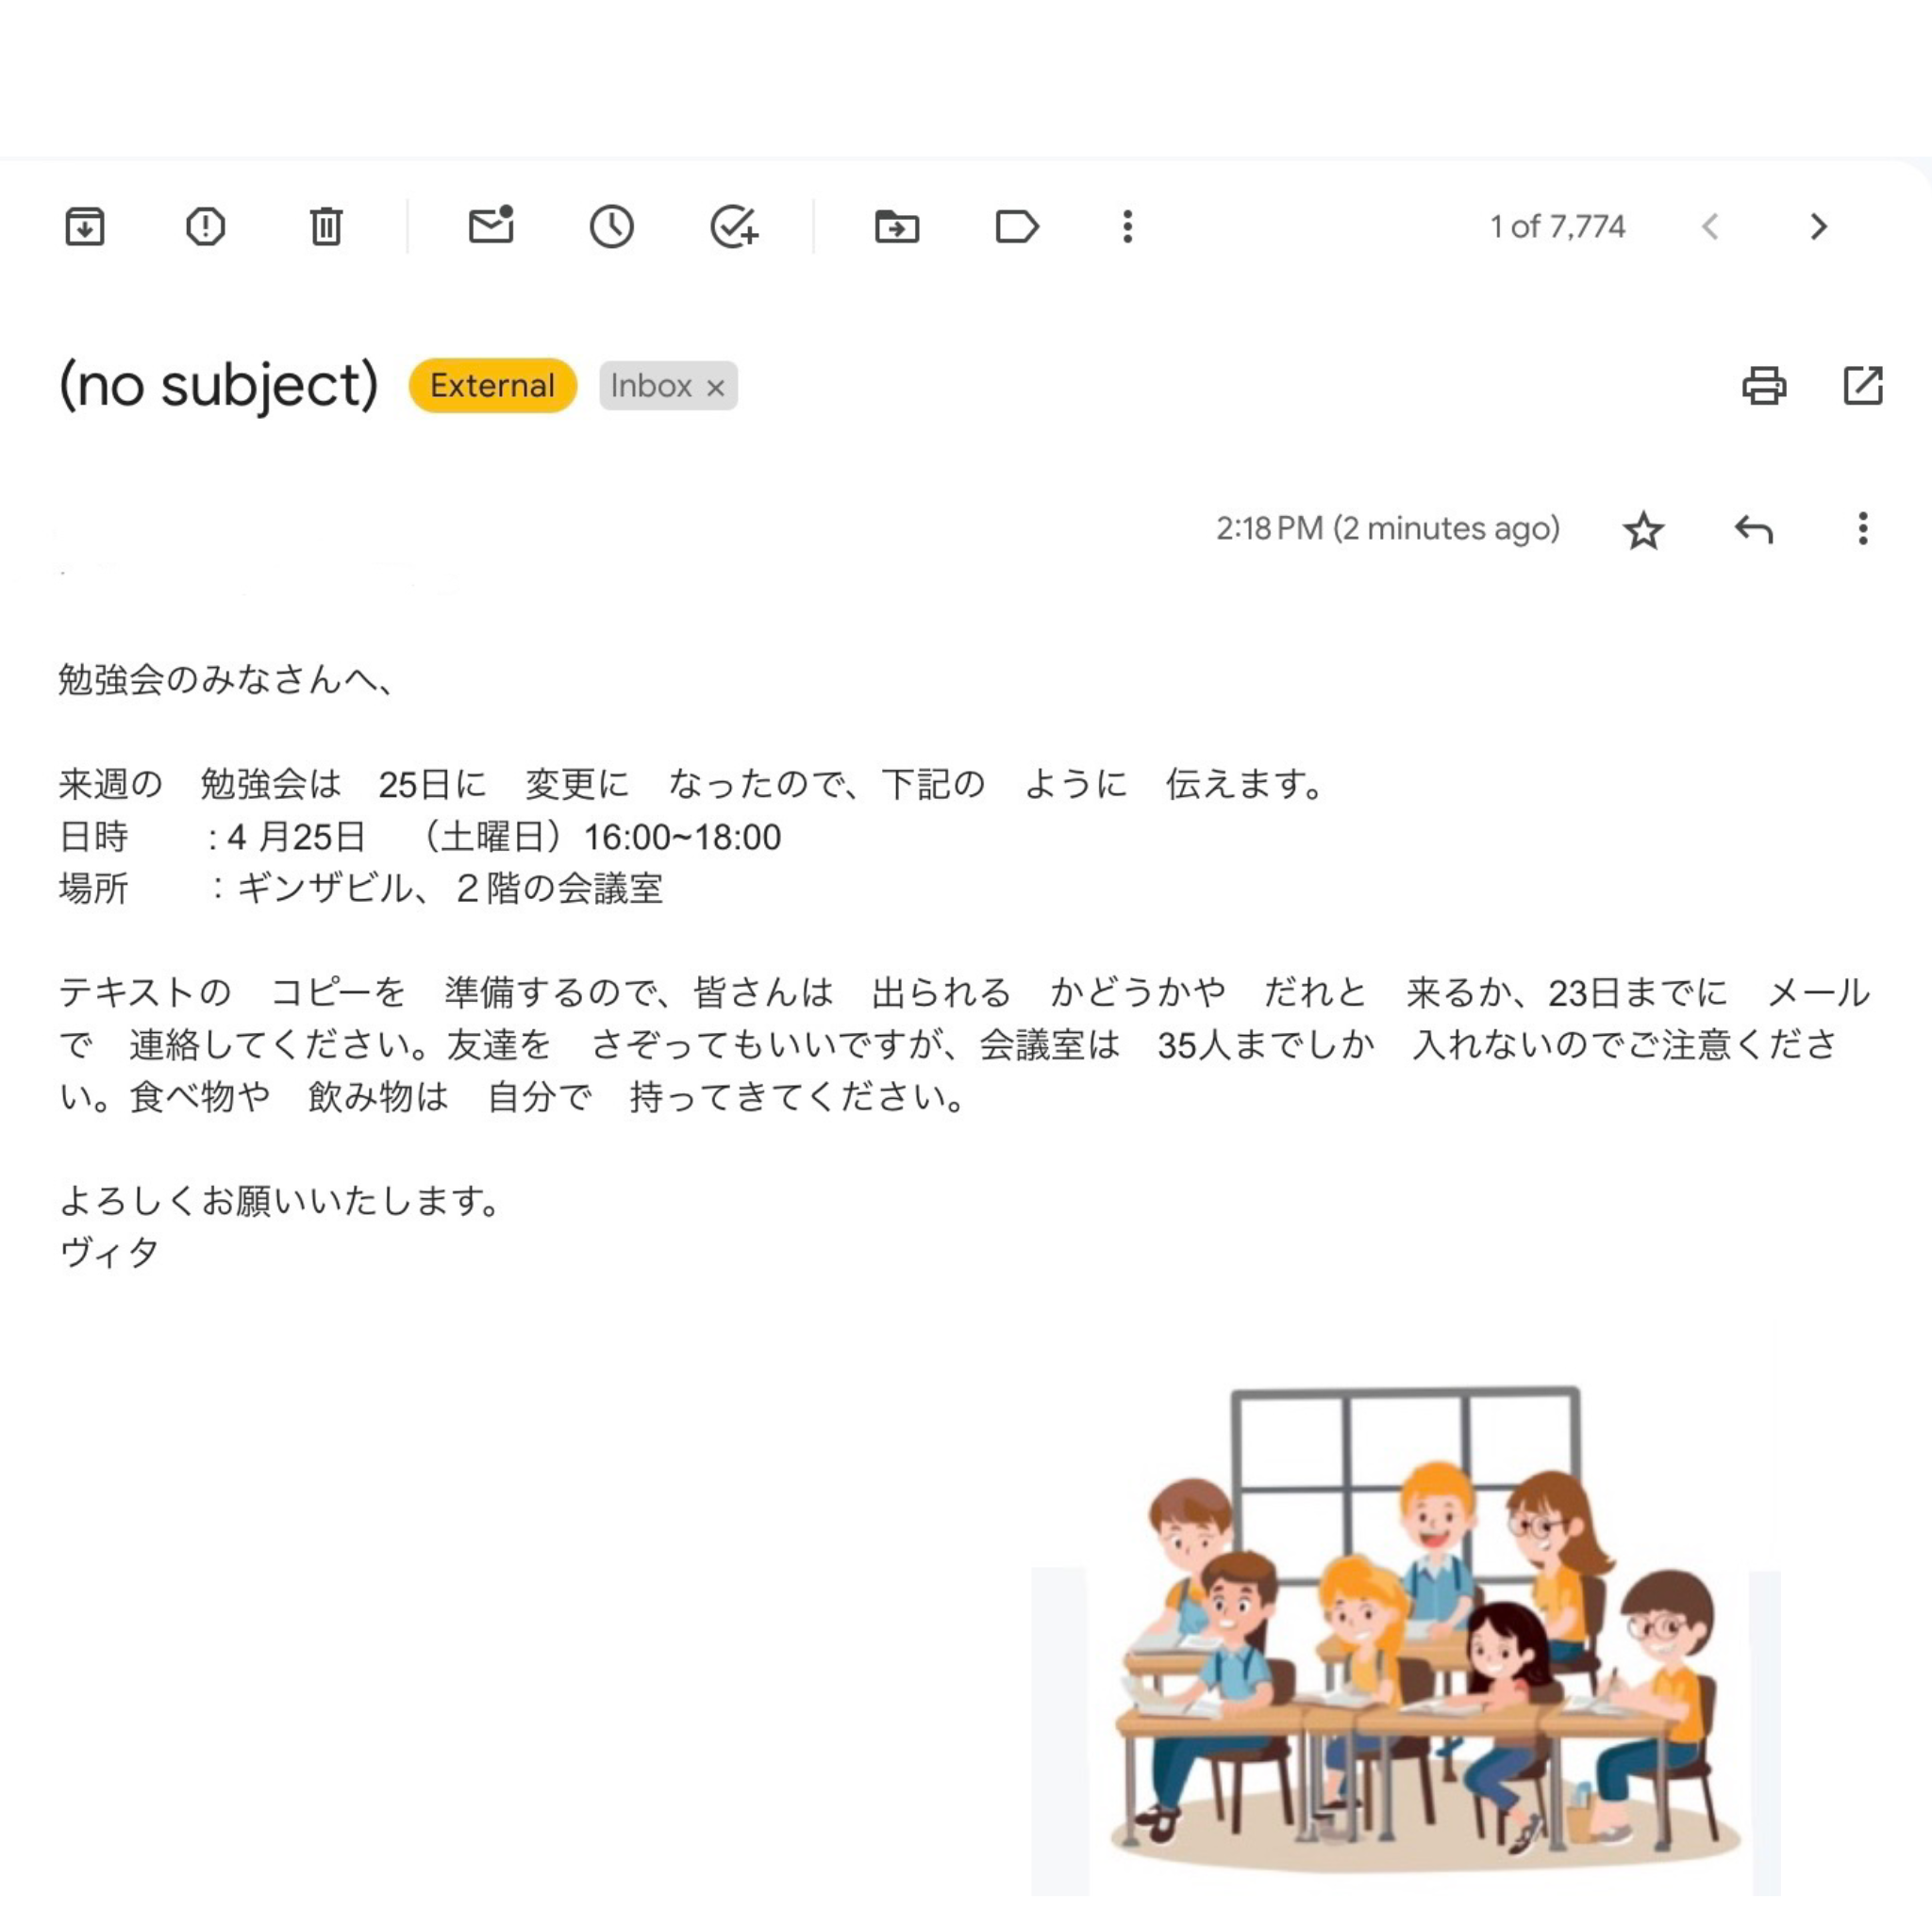 1 of 7,774
(no subject) External Inbox ×
2:18 PM (2 minutes ago)
勉強会のみなさんへ、
来週の　勉強会は　25日に　変更に　なったので、下記の　ように　伝えます。
日時　　: 4 月25日　（土曜日）16:00~18:00
場所　　：ギンザビル、２階の会議室
テキストの　コピーを　準備するので、皆さんは　出られる　かどうかや　だれと　来るか、23日までに　メール
で　連絡してください。友達を　さぞってもいいですが、会議室は　35人までしか　入れないのでご注意くださ
い。食べ物や　飲み物は　自分で　持ってきてください。
よろしくお願いいたします。
ヴィタ